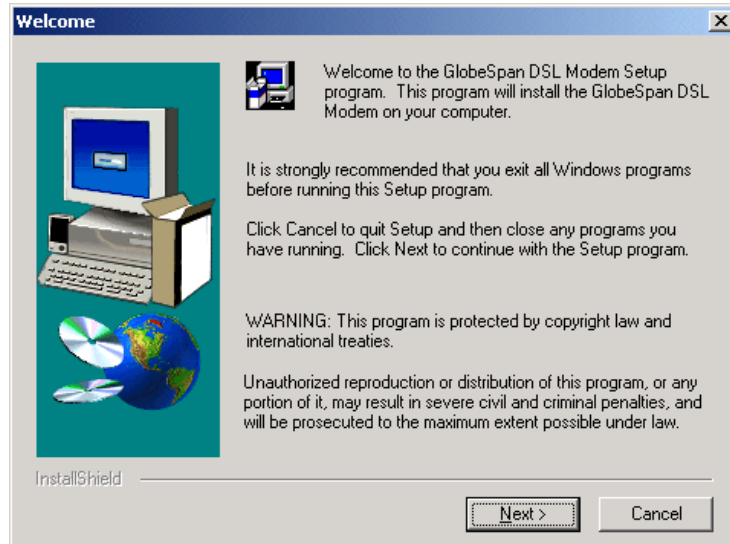 Welcome
Welcome to the GlobeSpan DSL Modem Setup
program.  This program will install the GlobeSpan DSL
Modem on your computer.
It is strongly recommended that you exit all Windows programs
before running this Setup program.
Click Cancel to quit Setup and then close any programs you
have running.  Click Next to continue with the Setup program.
WARNING: This program is protected by copyright law and
international treaties.
Unauthorized reproduction or distribution of this program, or any
portion of it, may result in severe civil and criminal penalties, and
will be prosecuted to the maximum extent possible under law.
InstallShield
Next >
Cancel